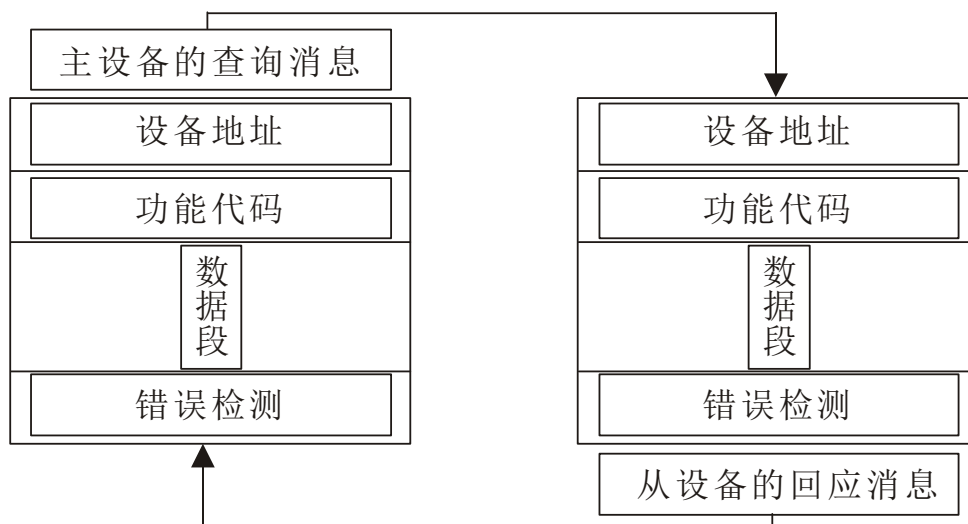 主设备的查询消息
设备地址
功能代码
数据段
错误检测
设备地址
功能代码
数据段
错误检测
从设备的回应消息